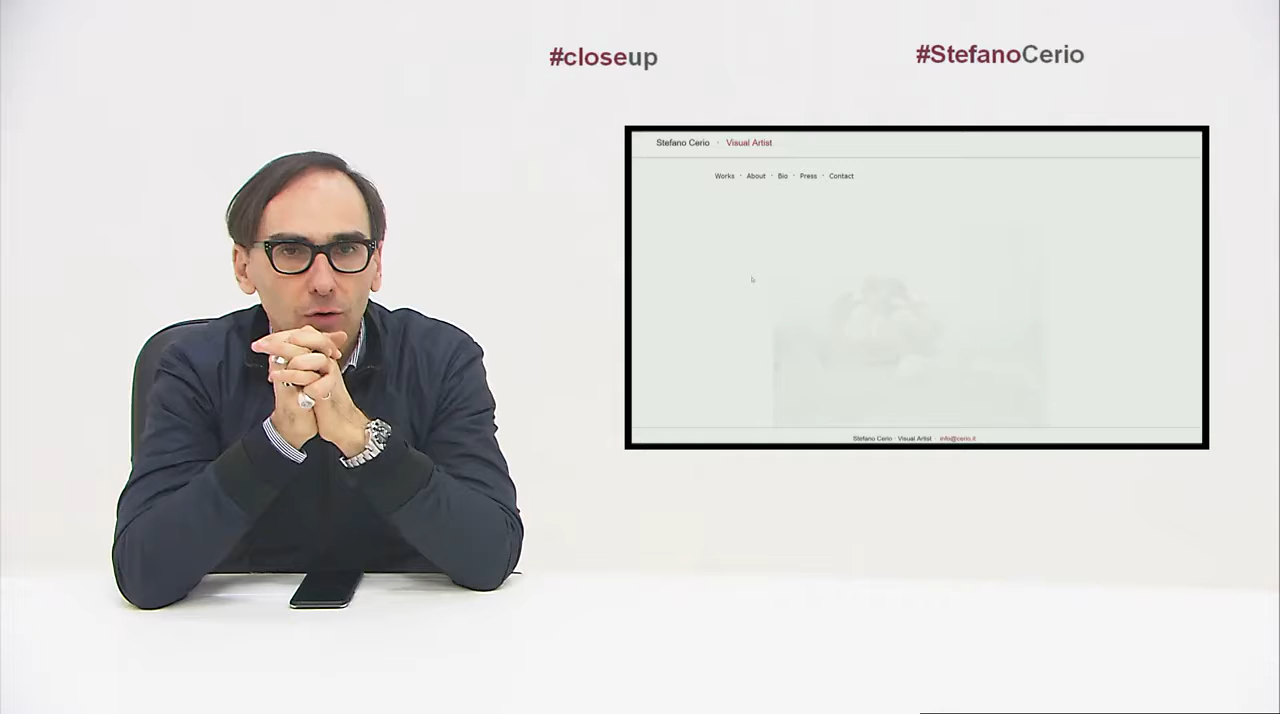 #closeup
#StefanoCerio
Stefano Cerio · Visual Artist
Works · About · Bio · Press · Contact
Stefano Cerio · Visual Artist · info@cerio.it